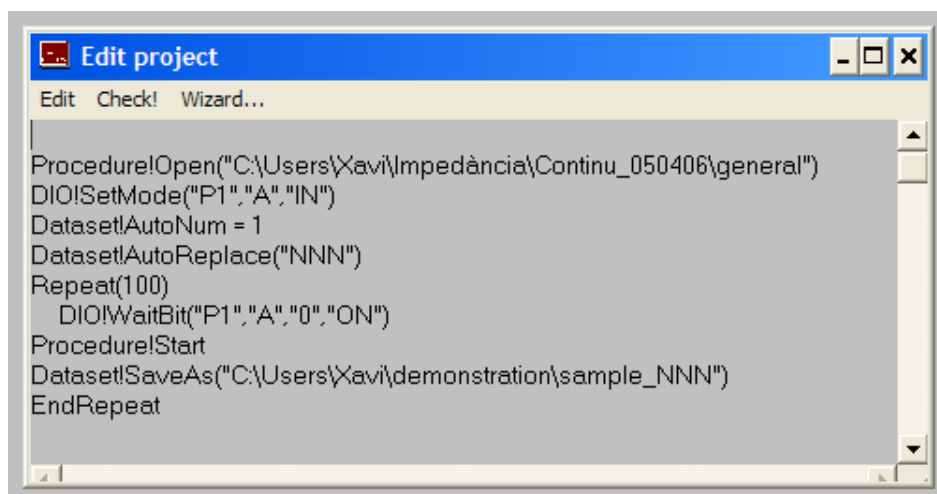 Edit project
Edit Check! Wizard...
Procedure!Open("C:\Users\Xavi\Impedància\Continu_050406\general")
DIO!SetMode("P1","A","IN")
Dataset!AutoNum = 1
Dataset!AutoReplace("NNN")
Repeat(100)
DIO!WaitBit("P1","A","0","ON")
Procedure!Start
Dataset!SaveAs("C:\Users\Xavi\demonstration\sample_NNN")
EndRepeat